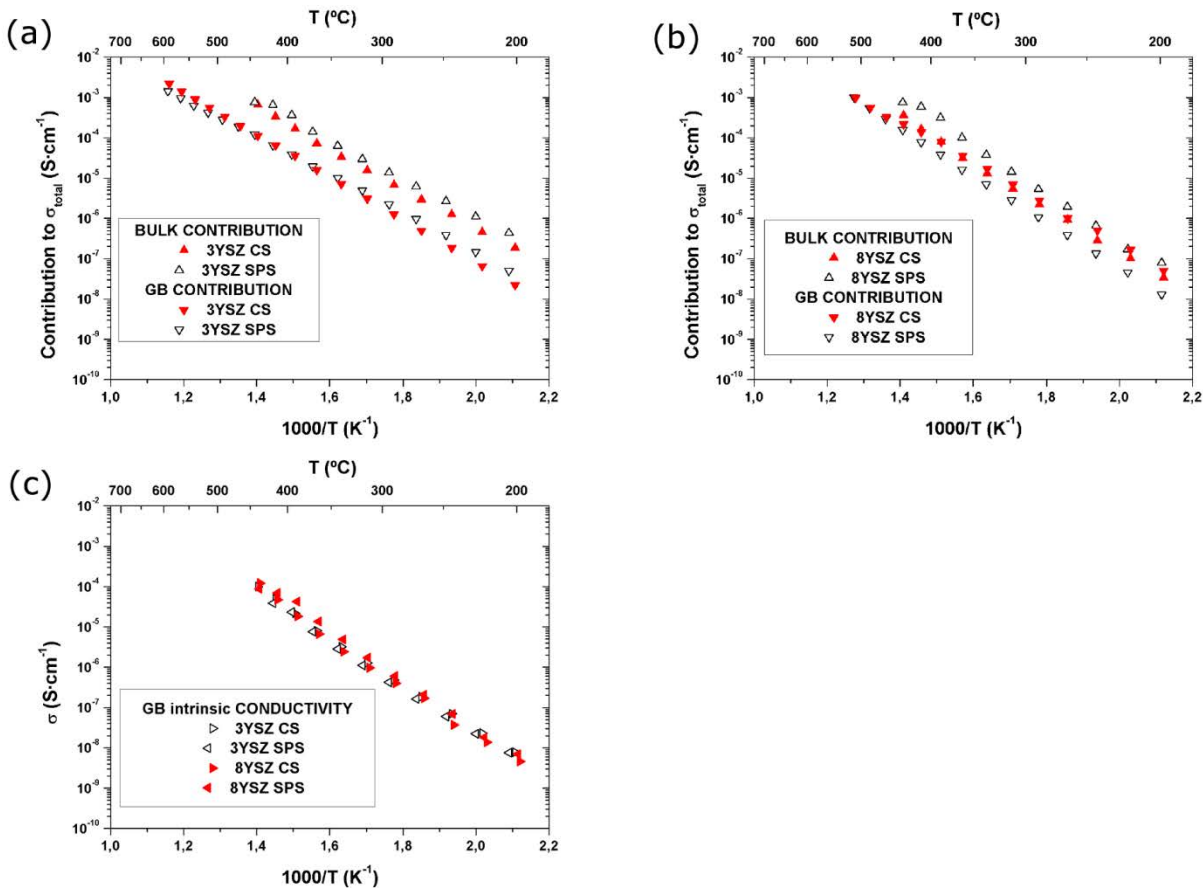 (a)
T (ºC)
700 600 500 400 300 200
Contribution to σtotal (S·cm-1)
10-2
10-3
10-4
10-5
10-6
10-7
10-8
10-9
10-10
BULK CONTRIBUTION
3YSZ CS
3YSZ SPS
GB CONTRIBUTION
3YSZ CS
3YSZ SPS
1,0 1,2 1,4 1,6 1,8 2,0 2,2
1000/T (K-1)
(b)
T (ºC)
700 600 500 400 300 200
Contribution to σtotal (S·cm-1)
10-2
10-3
10-4
10-5
10-6
10-7
10-8
10-9
10-10
BULK CONTRIBUTION
8YSZ CS
8YSZ SPS
GB CONTRIBUTION
8YSZ CS
8YSZ SPS
1,0 1,2 1,4 1,6 1,8 2,0 2,2
1000/T (K-1)
(c)
T (ºC)
700 600 500 400 300 200
σ (S·cm-1)
10-2
10-3
10-4
10-5
10-6
10-7
10-8
10-9
10-10
GB intrinsic CONDUCTIVITY
3YSZ CS
3YSZ SPS
8YSZ CS
8YSZ SPS
1,0 1,2 1,4 1,6 1,8 2,0 2,2
1000/T (K-1)